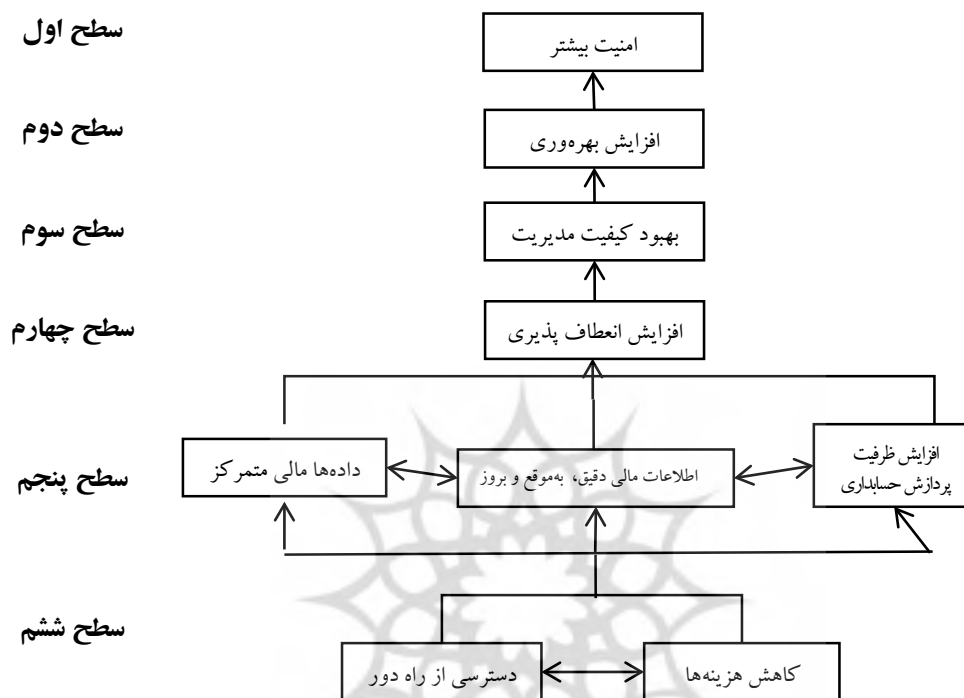 سطح اول
امنیت بیشتر
سطح دوم
افزایش بهره‌وری
سطح سوم
بهبود کیفیت مدیریت
سطح چهارم
افزایش انعطاف پذیری
سطح پنجم
افزایش ظرفیت
پردازش حسابداری
اطلاعات مالی دقیق، به‌موقع و بروز
داده‌ها مالی متمرکز
سطح ششم
کاهش هزینه‌ها
دسترسی از راه دور